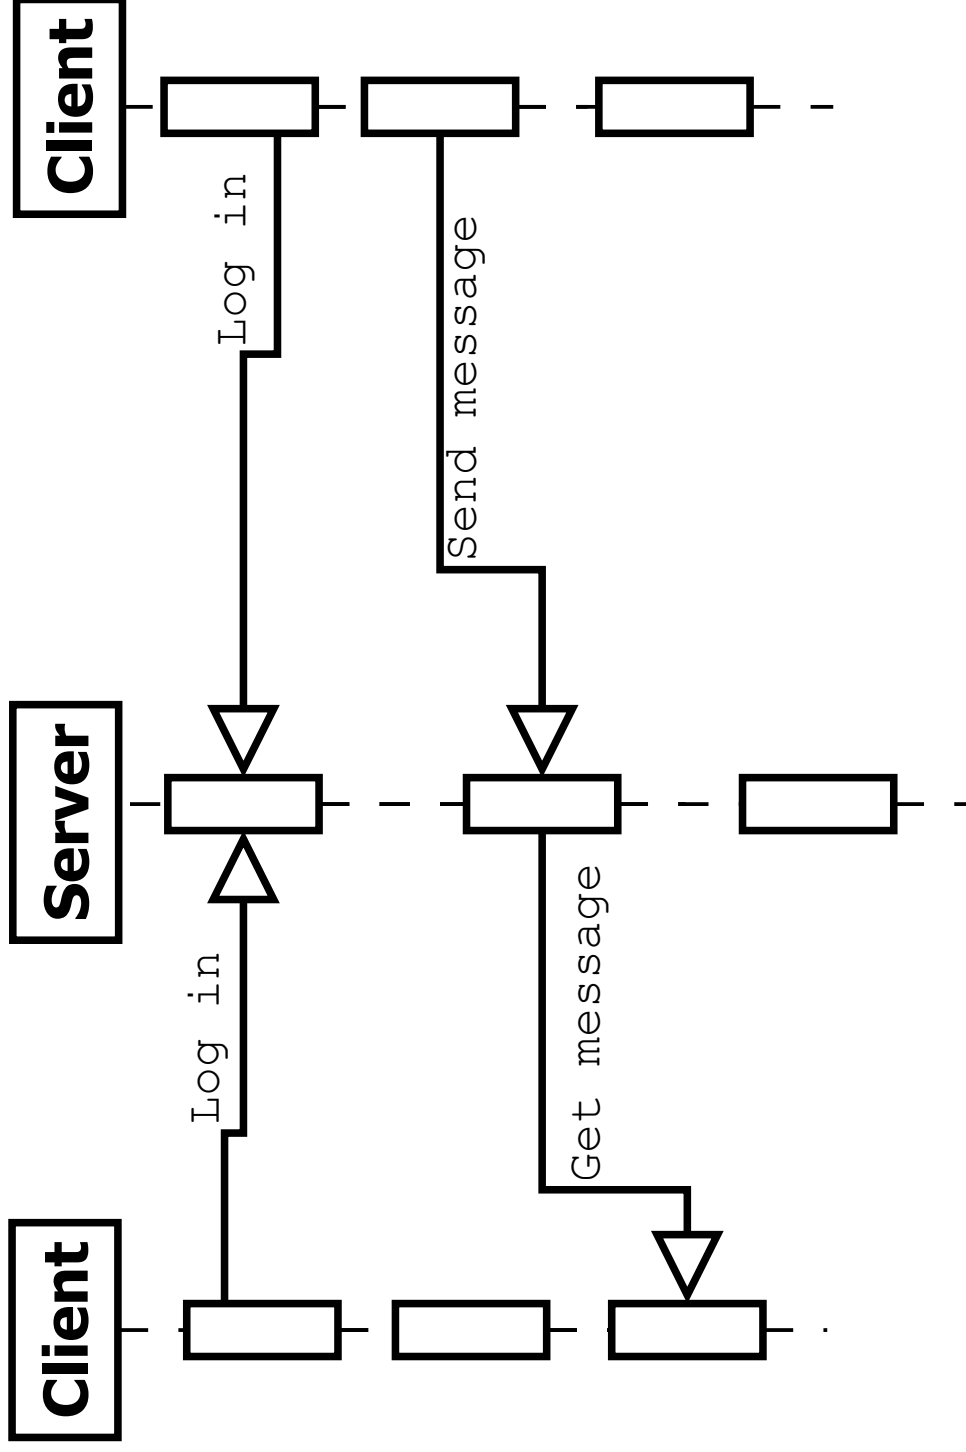 Client
Server
Client
Log in
Log in
Send message
Get message